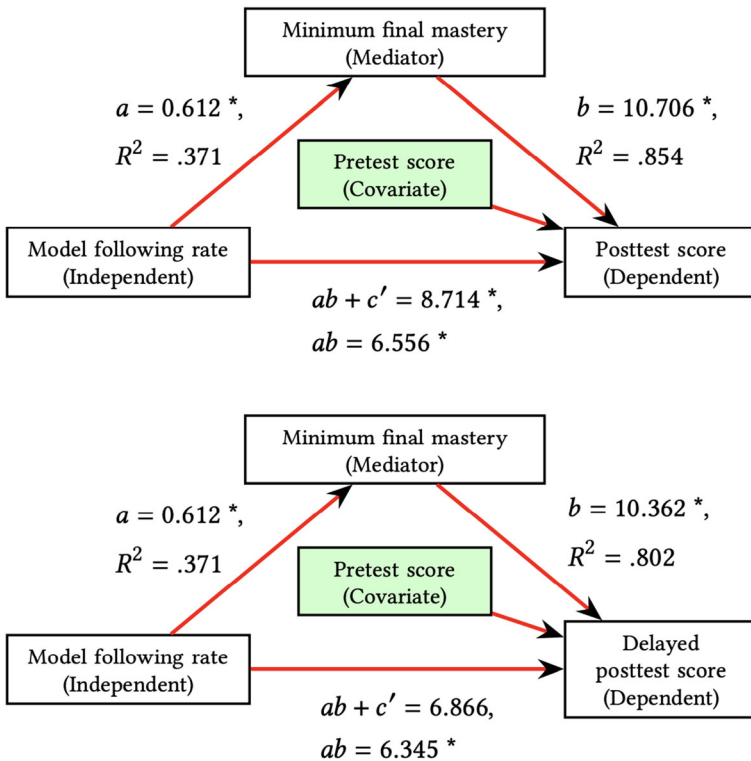 Minimum final mastery
(Mediator)
a = 0.612 *,
R² = .371
b = 10.706 *,
R² = .854
Pretest score
(Covariate)
Model following rate
(Independent)
Posttest score
(Dependent)
ab + c′ = 8.714 *,
ab = 6.556 *
Minimum final mastery
(Mediator)
a = 0.612 *,
R² = .371
b = 10.362 *,
R² = .802
Pretest score
(Covariate)
Model following rate
(Independent)
Delayed
posttest score
(Dependent)
ab + c′ = 6.866,
ab = 6.345 *